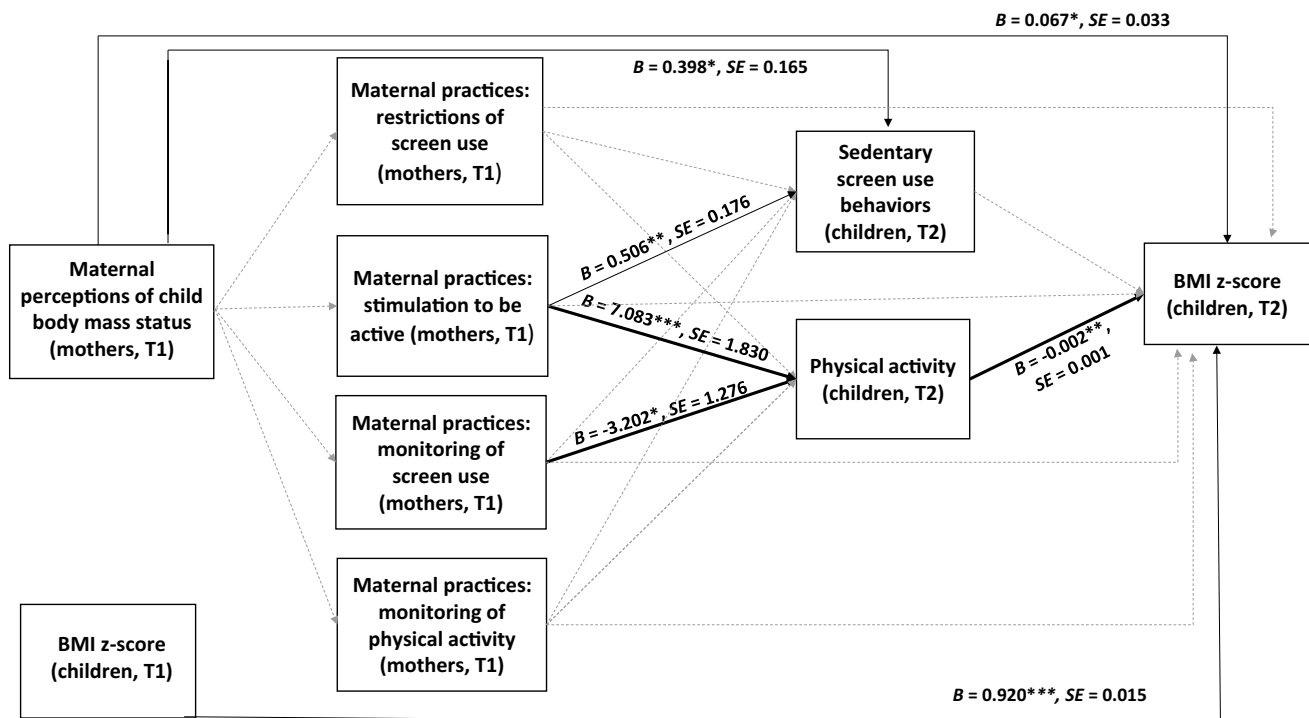 B = 0.067*, SE = 0.033
B = 0.398*, SE = 0.165
Maternal practices:
restrictions of
screen use
(mothers, T1)
Sedentary
screen use
behaviors
(children, T2)
Maternal
perceptions of child
body mass status
(mothers, T1)
Maternal practices:
stimulation to be
active (mothers, T1)
B = 0.506**, SE = 0.176
B = 7.083***, SE = 1.830
BMI z-score
(children, T2)
Physical activity
(children, T2)
B = -0.002**,
SE = 0.001
Maternal practices:
monitoring of
screen use
(mothers, T1)
B = -3.202*, SE = 1.276
Maternal practices:
monitoring of
physical activity
(mothers, T1)
BMI z-score
(children, T1)
B = 0.920***, SE = 0.015